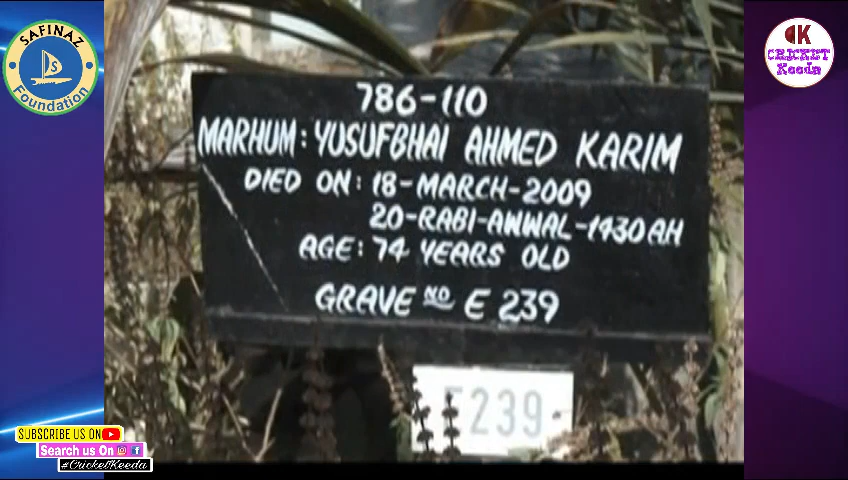 SAFINAZ
S
Foundation
CK
CRICKET
Keeda
786-110
MARHUM: YUSUFBHAI AHMED KARIM
DIED ON: 18-MARCH-2009
20-RABI-AWWAL-1430 AH
AGE: 74 YEARS OLD
GRAVE NO E 239
E239
SUBSCRIBE US ON
Search us On
#CricketKeeda